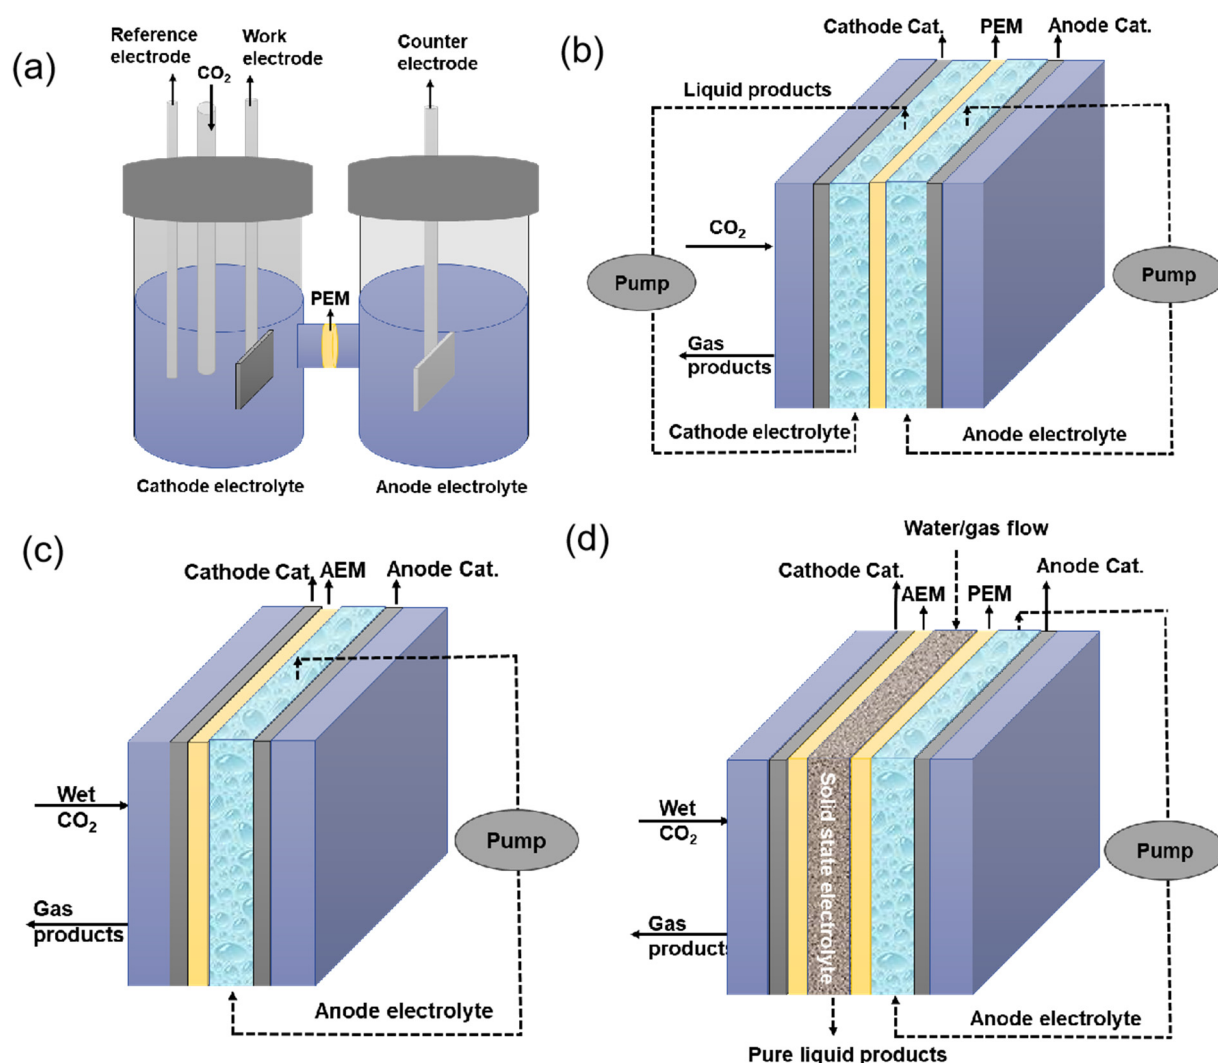 (a)
Reference
electrode
CO₂
Work
electrode
Counter
electrode
PEM
Cathode electrolyte
Anode electrolyte
(b)
Cathode Cat.
PEM
Anode Cat.
Liquid products
CO₂
Pump
Pump
Gas
products
Cathode electrolyte
Anode electrolyte
(c)
Cathode Cat.
AEM
Anode Cat.
Wet
CO₂
Pump
Gas
products
Anode electrolyte
(d)
Water/gas flow
Cathode Cat.
AEM
PEM
Anode Cat.
Wet
CO₂
Solid state electrolyte
Pump
Gas
products
Anode electrolyte
Pure liquid products